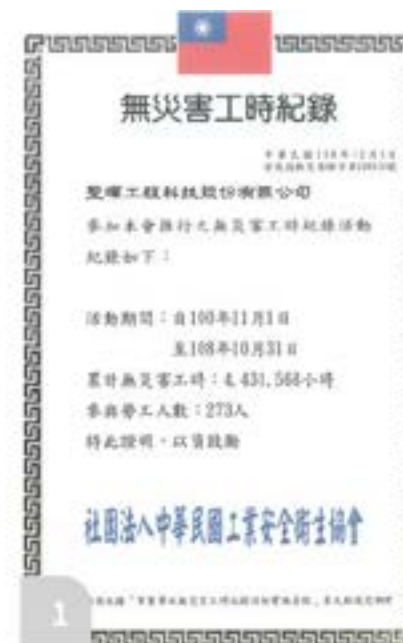 無災害工時紀錄
聖暉工程科技股份有限公司
參加本會推行之無災害工時紀錄活動
紀錄如下：
活動期間：自100年11月1日
至108年10月31日
累計無災害工時：4,431,568小時
參與勞工人數：273人
特此證明，以資鼓勵
社團法人中華民國工業安全衛生協會
1